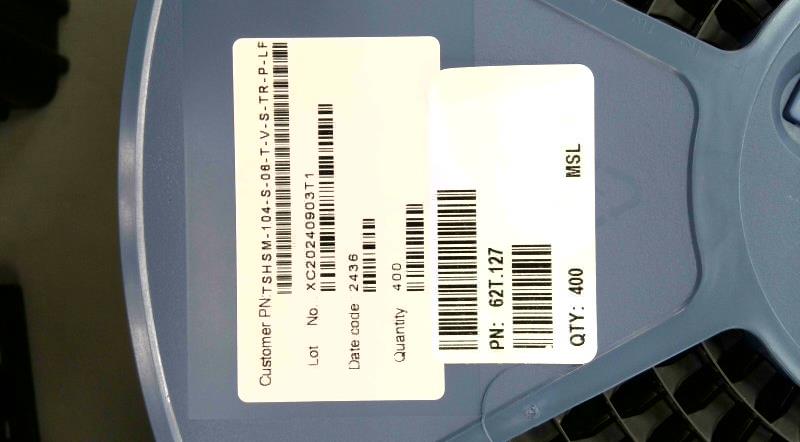 Customer PN TSHSM-104-S-06-T-V-S-TR-P-LF
Lot No. XC20240903T1
Date code 2436
Quantity 400
PN: 62T.127
QTY: 400 MSL